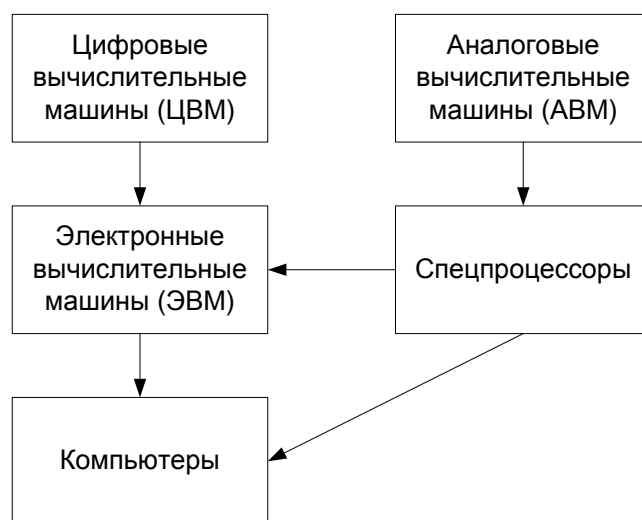 Цифровые
вычислительные
машины (ЦВМ)
Аналоговые
вычислительные
машины (АВМ)
Электронные
вычислительные
машины (ЭВМ)
Спецпроцессоры
Компьютеры